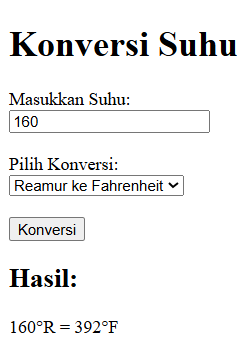 Konversi Suhu
Masukkan Suhu:
160
Pilih Konversi:
Reamur ke Fahrenheit
Konversi
Hasil:
160°R = 392°F